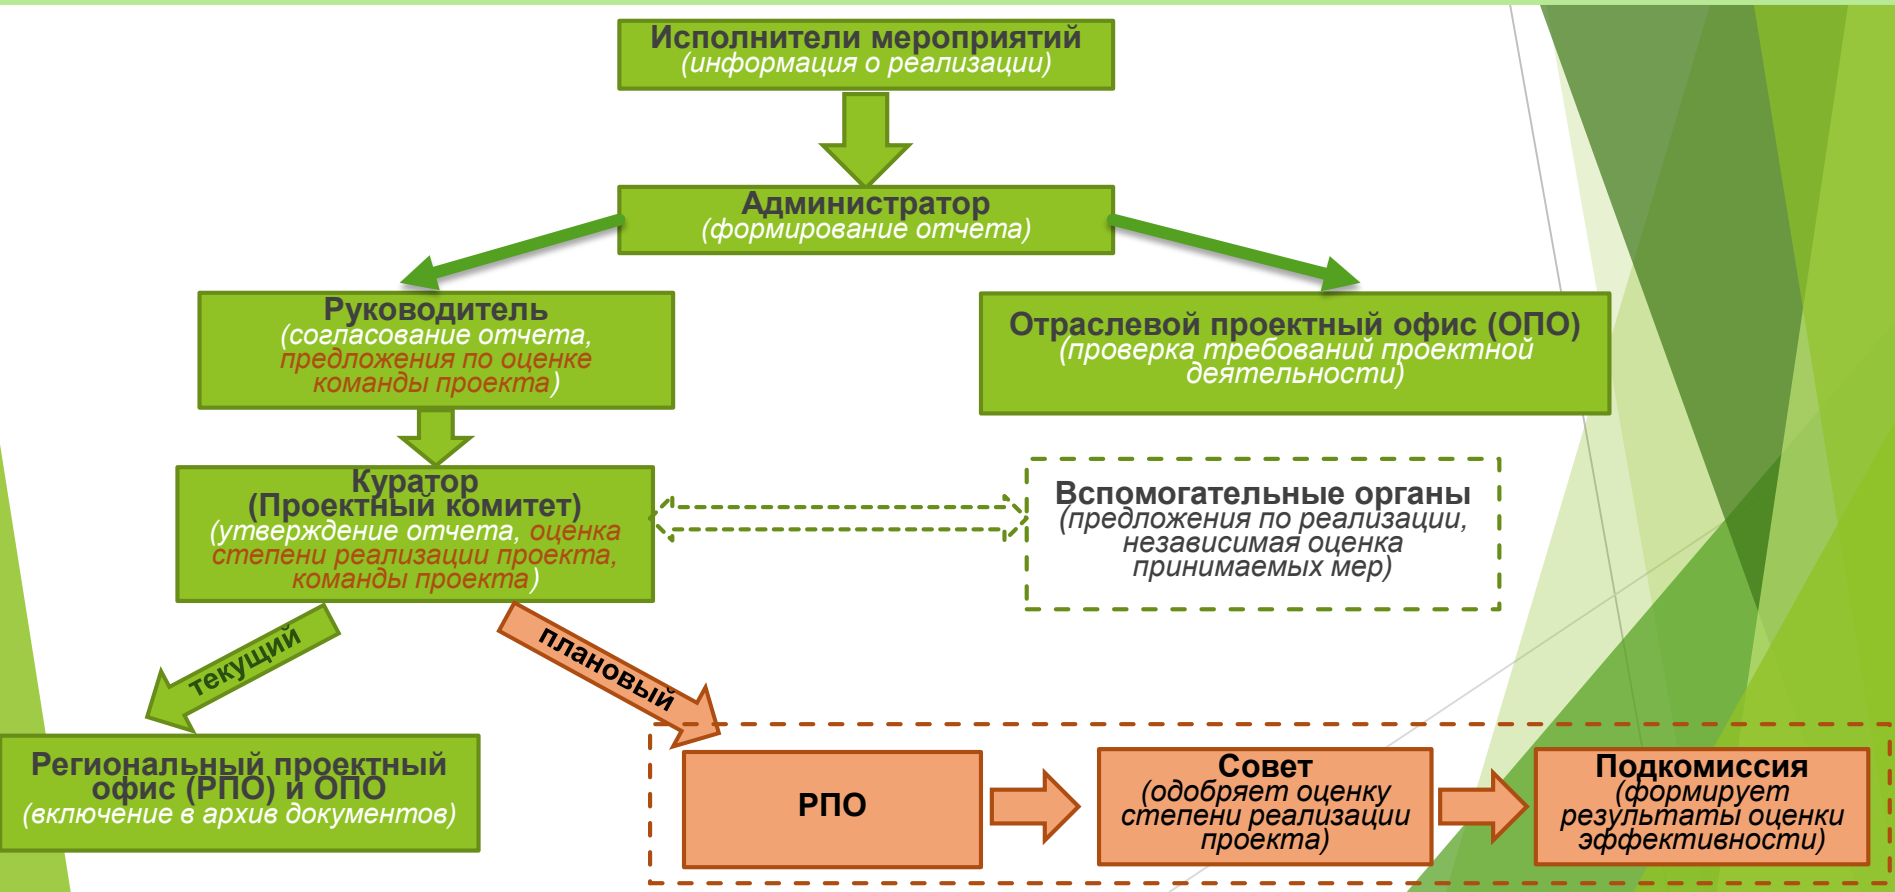 Исполнители мероприятий
(информация о реализации)
Администратор
(формирование отчета)
Руководитель
(согласование отчета,
предложения по оценке
команды проекта)
Отраслевой проектный офис (ОПО)
(проверка требований проектной
деятельности)
Куратор
(Проектный комитет)
(утверждение отчета, оценка
степени реализации проекта,
команды проекта)
Вспомогательные органы
(предложения по реализации,
независимая оценка
принимаемых мер)
текущий
плановый
Региональный проектный
офис (РПО) и ОПО
(включение в архив документов)
РПО
Совет
(одобряет оценку
степени реализации
проекта)
Подкомиссия
(формирует
результаты оценки
эффективности)